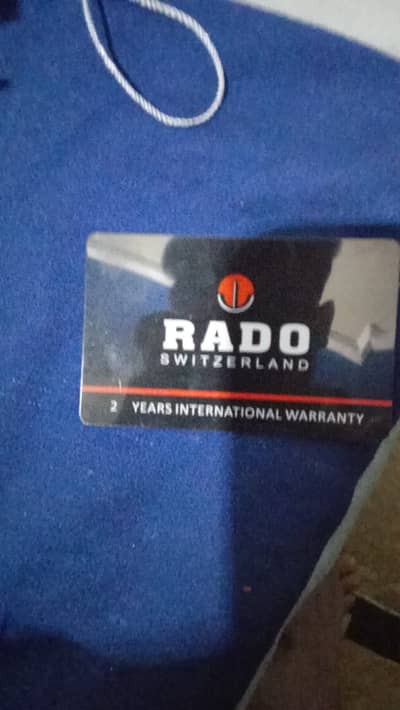 RADO
SWITZERLAND
2 YEARS INTERNATIONAL WARRANTY